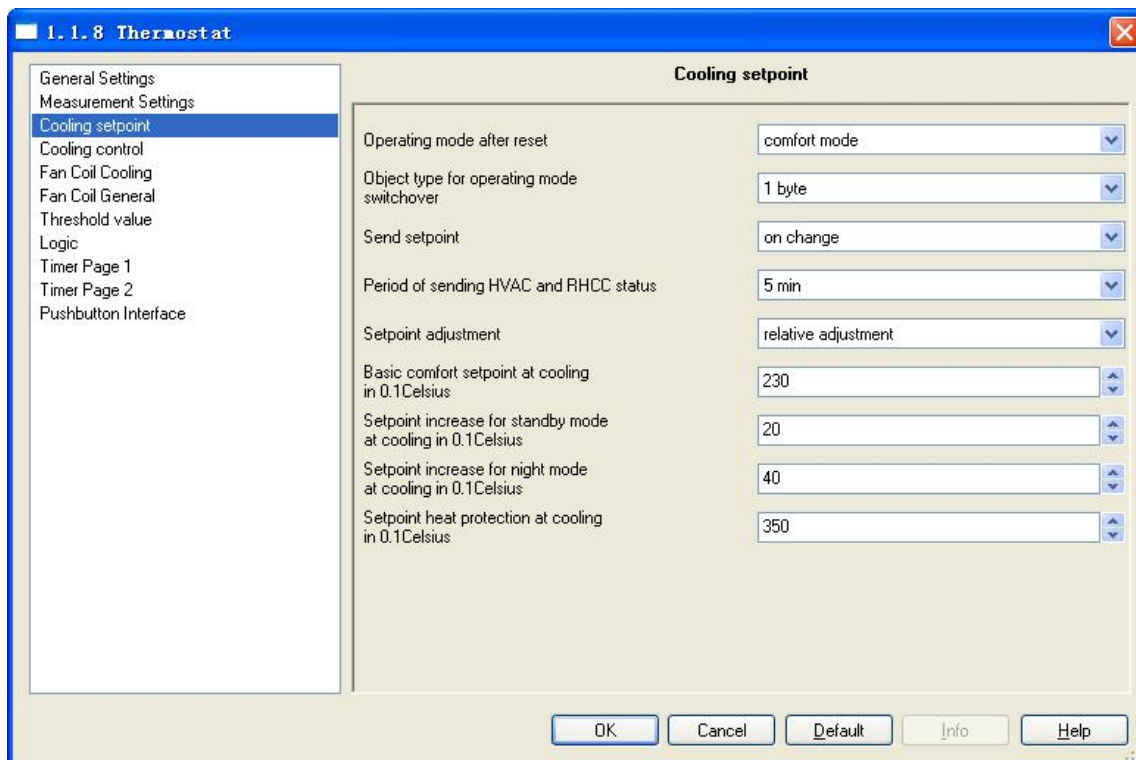 1.1.8 Thermostat
General Settings
Measurement Settings
Cooling setpoint
Cooling control
Fan Coil Cooling
Fan Coil General
Threshold value
Logic
Timer Page 1
Timer Page 2
Pushbutton Interface
Cooling setpoint
Operating mode after reset
comfort mode
Object type for operating mode
switchover
1 byte
Send setpoint
on change
Period of sending HVAC and RHCC status
5 min
Setpoint adjustment
relative adjustment
Basic comfort setpoint at cooling
in 0.1Celsius
230
Setpoint increase for standby mode
at cooling in 0.1Celsius
20
Setpoint increase for night mode
at cooling in 0.1Celsius
40
Setpoint heat protection at cooling
in 0.1Celsius
350
OK
Cancel
Default
Info
Help